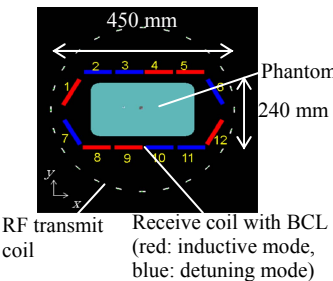 450 mm
2 3 4 5
1 6
Phantom
240 mm
7 12
8 9 10 11
y
x
RF transmit
coil
Receive coil with BCL
(red: inductive mode,
blue: detuning mode)